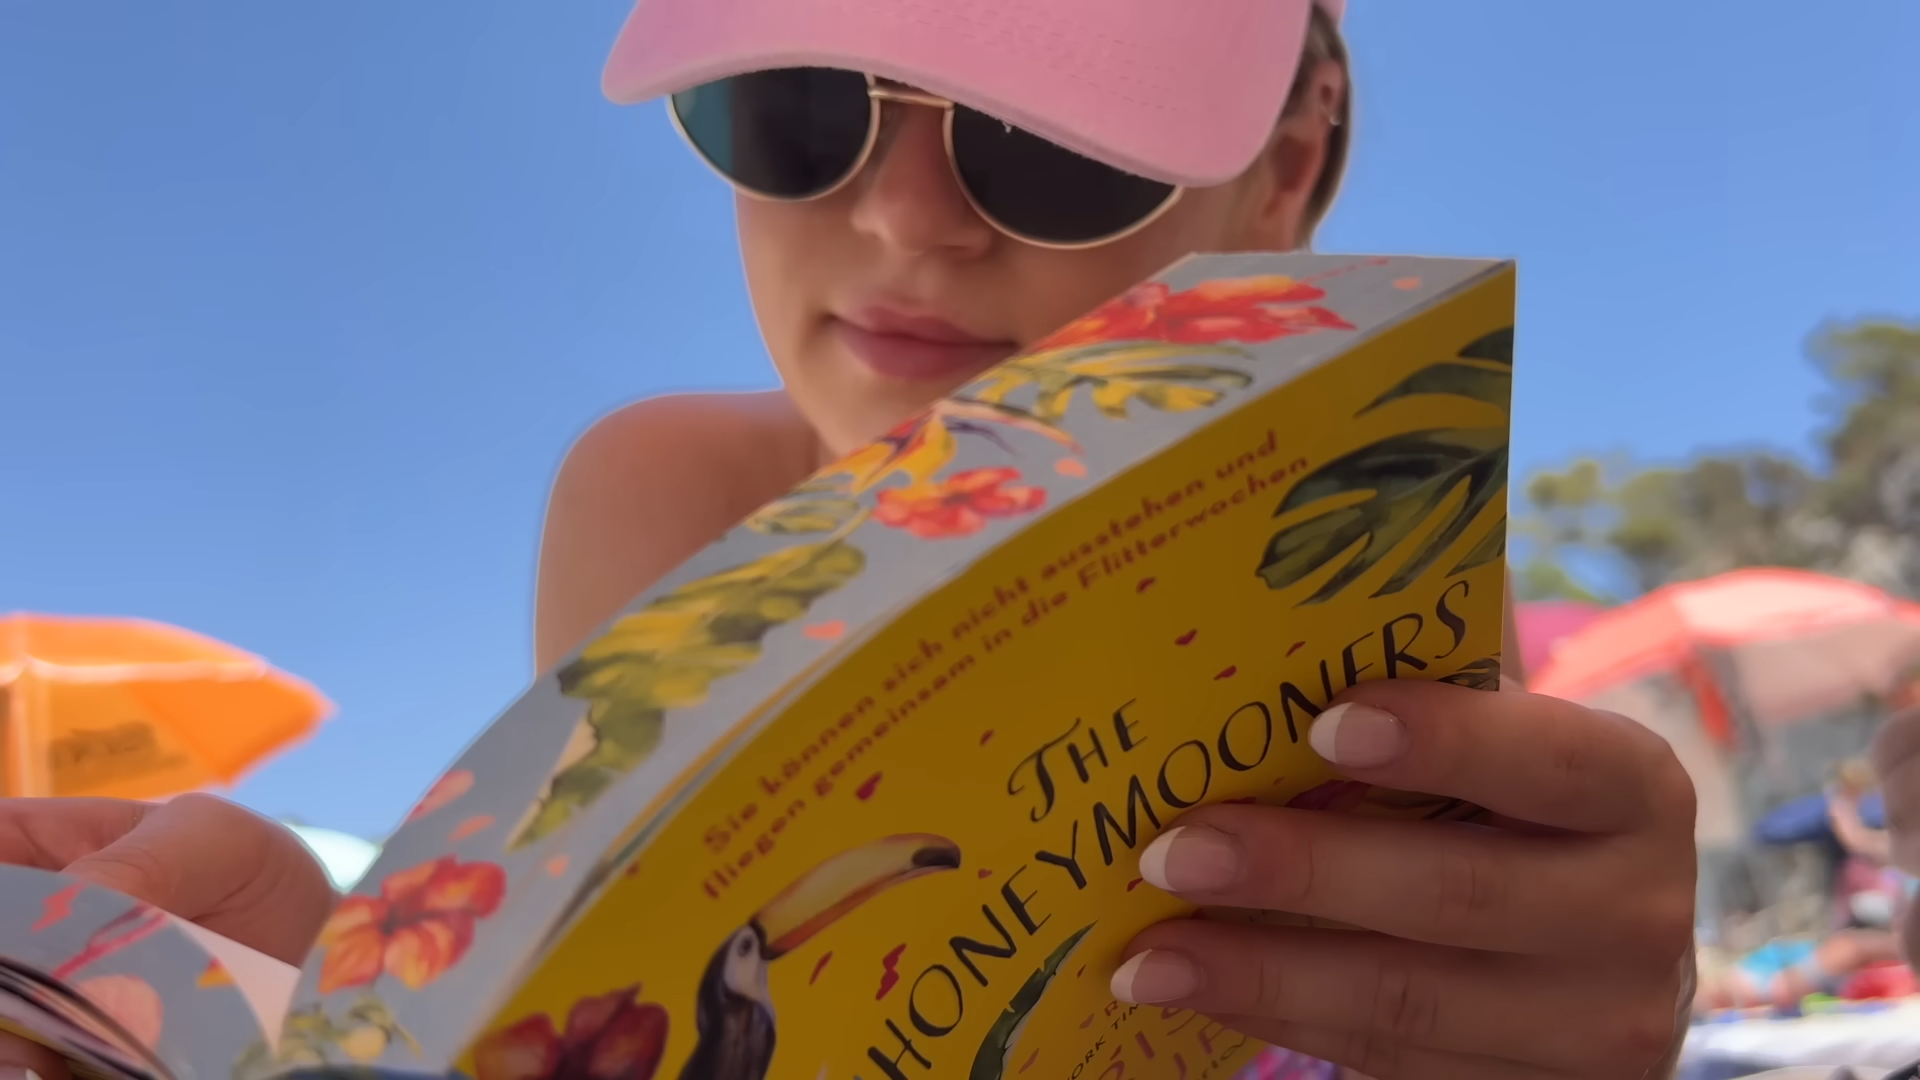 Sie können sich nicht ausstehen und
fliegen gemeinsam in die Flitterwochen
THE
HONEYMOONERS